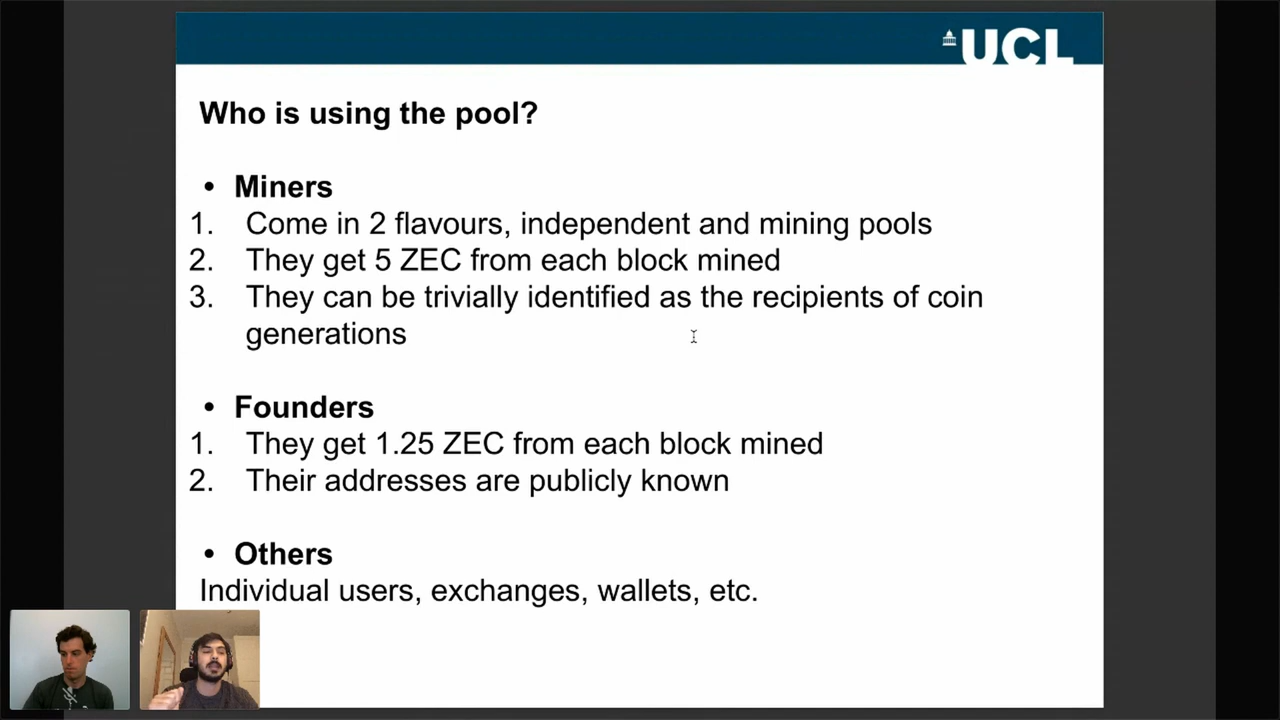 UCL
Who is using the pool?
• Miners
1. Come in 2 flavours, independent and mining pools
2. They get 5 ZEC from each block mined
3. They can be trivially identified as the recipients of coin
generations
• Founders
1. They get 1.25 ZEC from each block mined
2. Their addresses are publicly known
• Others
Individual users, exchanges, wallets, etc.